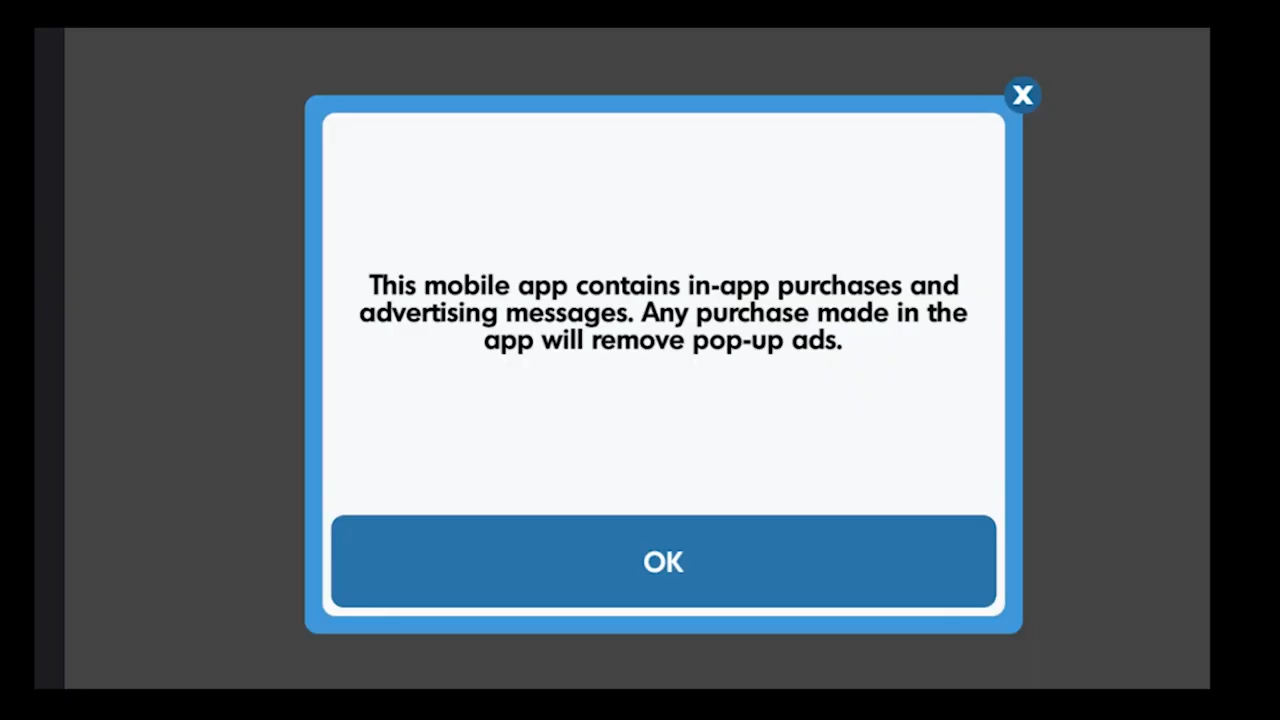 X
This mobile app contains in-app purchases and
advertising messages. Any purchase made in the
app will remove pop-up ads.
OK